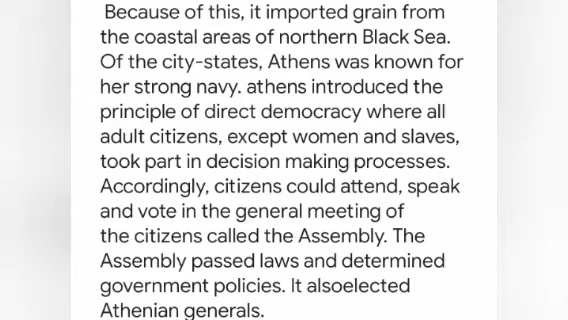 Because of this, it imported grain from
the coastal areas of northern Black Sea.
Of the city-states, Athens was known for
her strong navy. athens introduced the
principle of direct democracy where all
adult citizens, except women and slaves,
took part in decision making processes.
Accordingly, citizens could attend, speak
and vote in the general meeting of
the citizens called the Assembly. The
Assembly passed laws and determined
government policies. It alsoelected
Athenian generals.